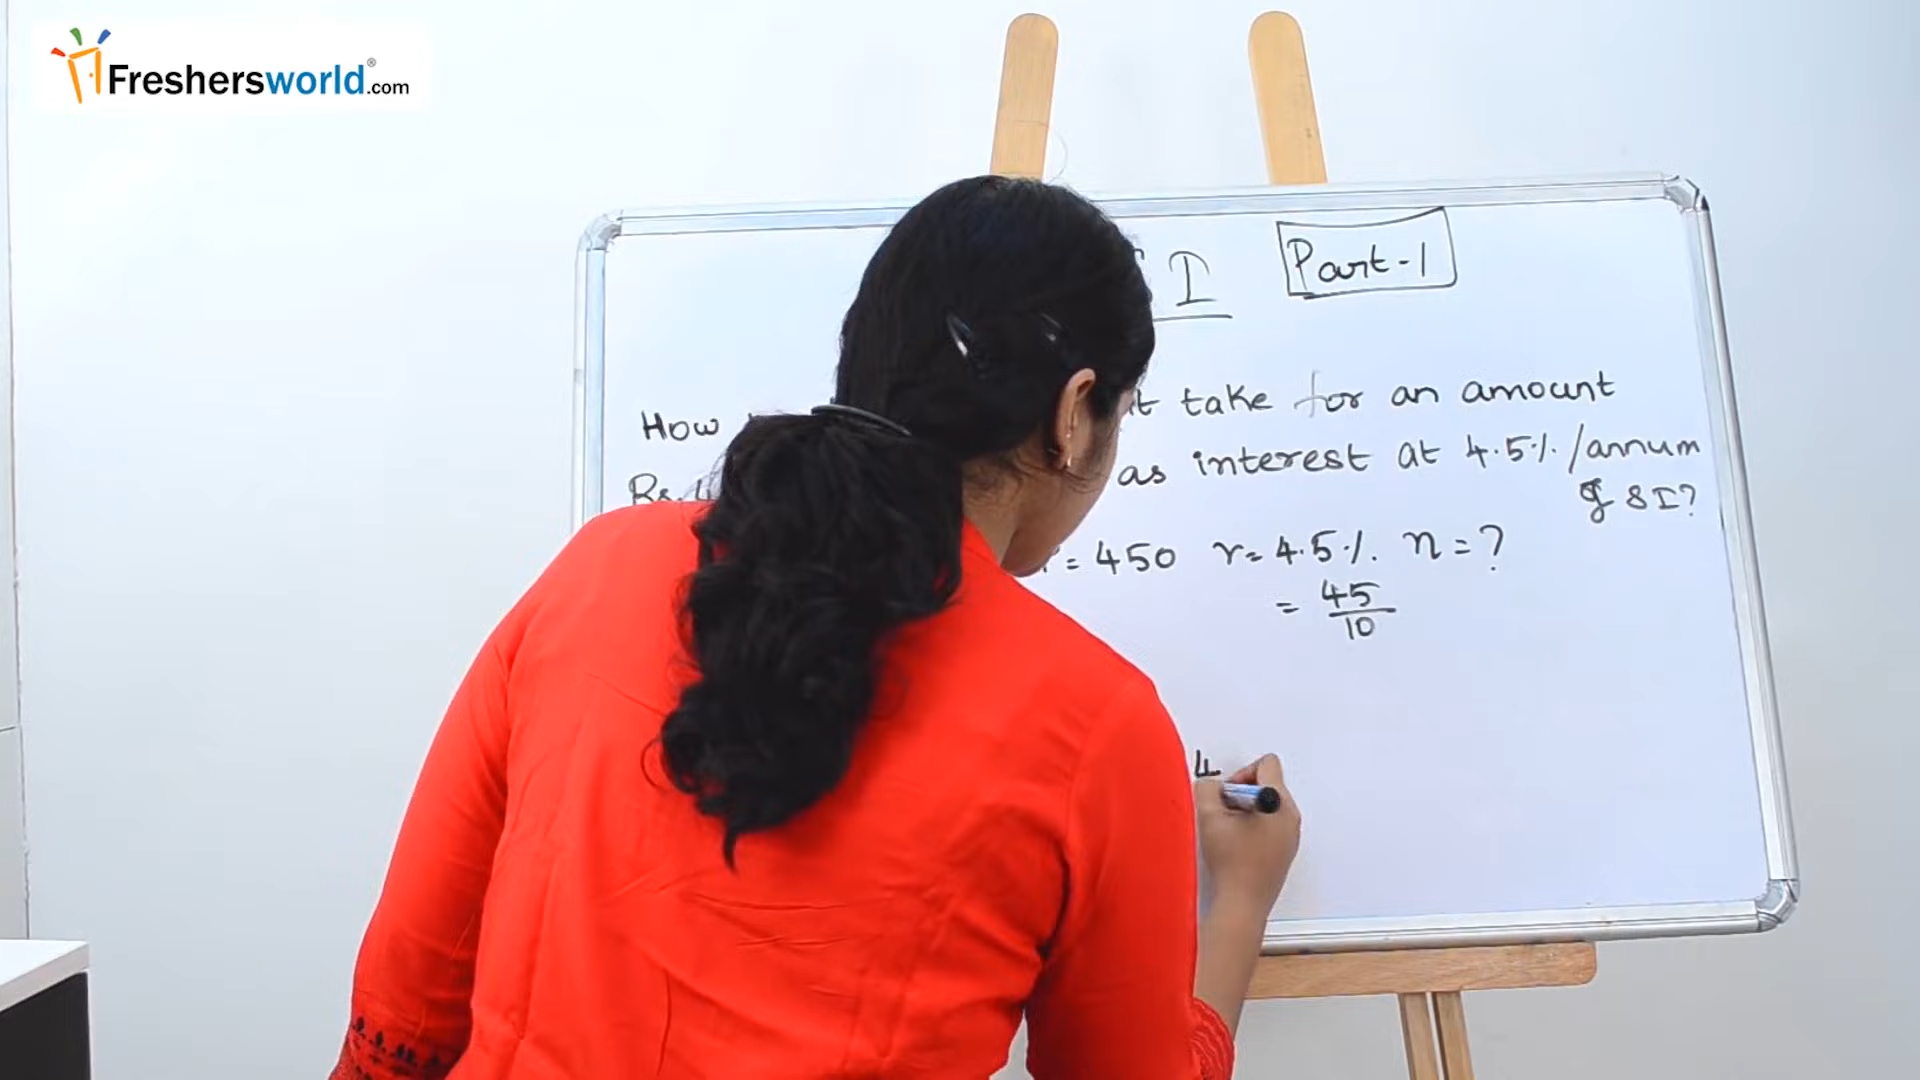 Freshersworld®.com
I Part-1
How take for an amount
Rs. as interest at 4.5% /annum
of SI?
= 450 r= 4.5% n = ?
= 45
10
4